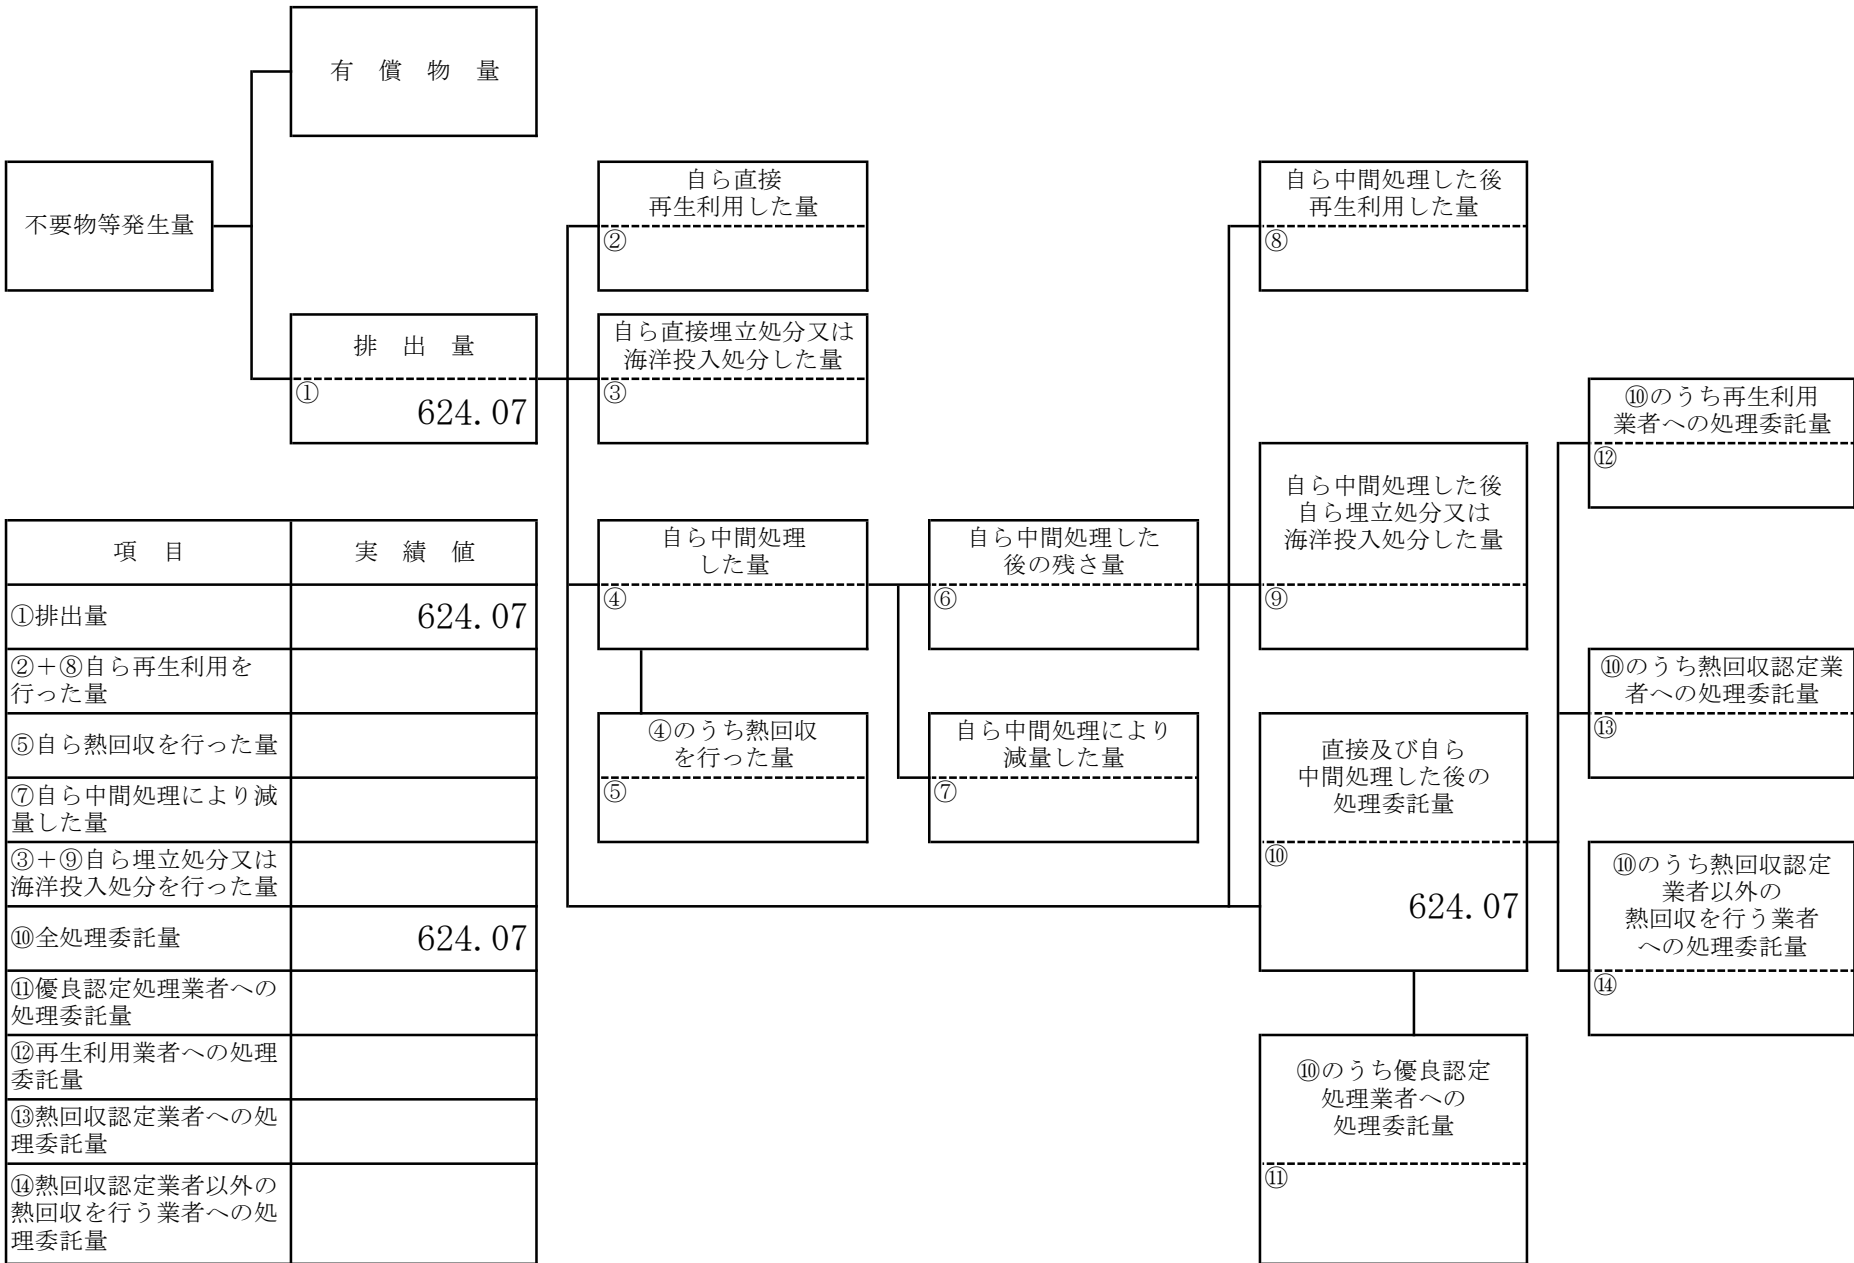 有　償　物　量
不要物等発生量
排　出　量
①
624.07
自ら直接
再生利用した量
②
自ら直接埋立処分又は
海洋投入処分した量
③
自ら中間処理
した量
④
④のうち熱回収
を行った量
⑤
自ら中間処理した
後の残さ量
⑥
自ら中間処理により
減量した量
⑦
自ら中間処理した後
再生利用した量
⑧
自ら中間処理した後
自ら埋立処分又は
海洋投入処分した量
⑨
直接及び自ら
中間処理した後の
処理委託量
⑩
624.07
⑩のうち優良認定
処理業者への
処理委託量
⑪
⑩のうち再生利用
業者への処理委託量
⑫
⑩のうち熱回収認定業
者への処理委託量
⑬
⑩のうち熱回収認定
業者以外の
熱回収を行う業者
への処理委託量
⑭
項　目　実　績　値
①排出量　624.07
②＋⑧自ら再生利用を
行った量
⑤自ら熱回収を行った量
⑦自ら中間処理により減
量した量
③＋⑨自ら埋立処分又は
海洋投入処分を行った量
⑩全処理委託量　624.07
⑪優良認定処理業者への
処理委託量
⑫再生利用業者への処理
委託量
⑬熱回収認定業者への処
理委託量
⑭熱回収認定業者以外の
熱回収を行う業者への処
理委託量